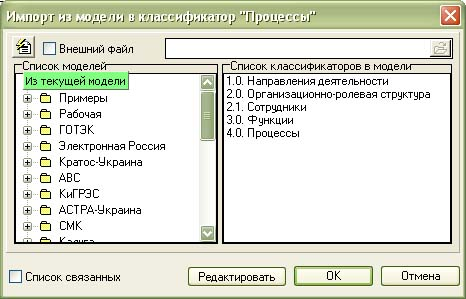 Импорт из модели в классификатор "Процессы"
Внешний файл
Список моделей
Из текущей модели
Примеры
Рабочая
ГОТЭК
Электронная Россия
Кратос-Украина
АВС
КиГРЭС
АСТРА-Украина
СМК
Калуга
Список классификаторов в модели
1.0. Направления деятельности
2.0. Организационно-ролевая структура
2.1. Сотрудники
3.0. Функции
4.0. Процессы
Список связанных
Редактировать
OK
Отмена